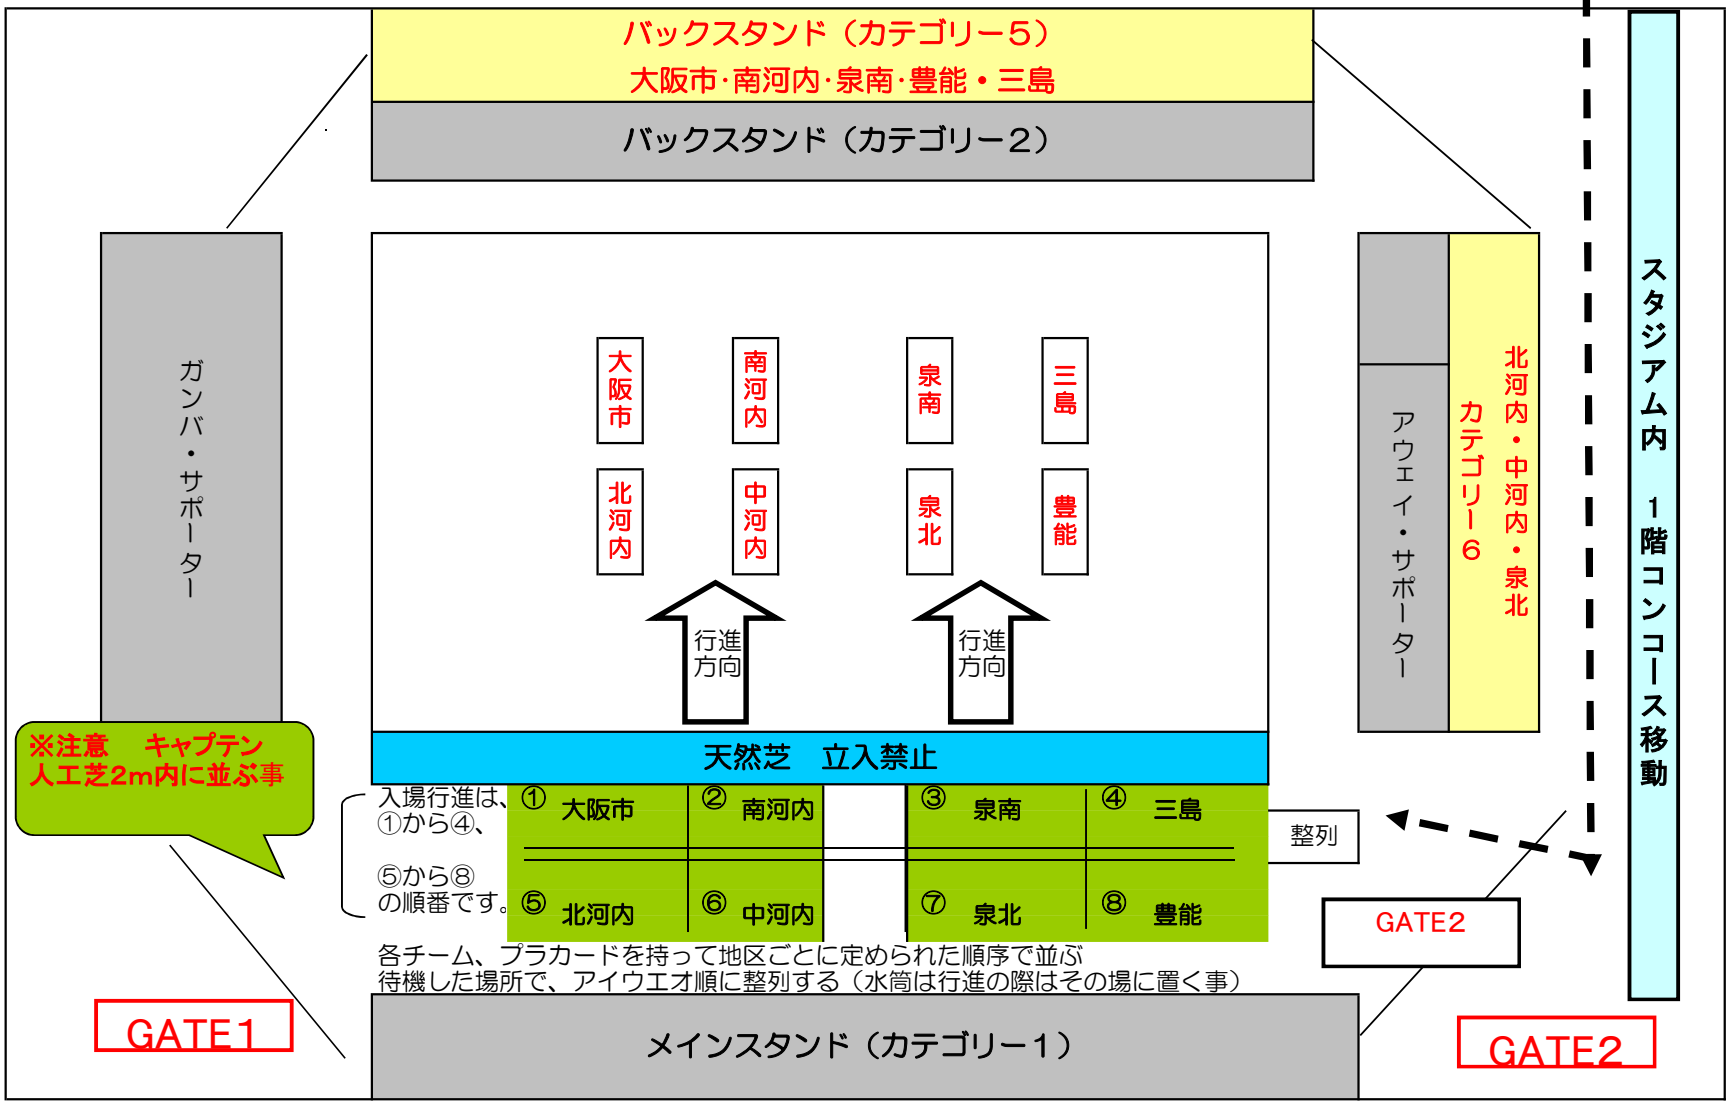 バックスタンド（カテゴリー５）
大阪市・南河内・泉南・豊能・三島
バックスタンド（カテゴリー２）
ガンバ・サポーター
大阪市
南河内
泉南
三島
北河内
中河内
泉北
豊能
行進
方向
行進
方向
アウェイ・サポーター
カテゴリー６
北河内・中河内・泉北
スタジアム内　１階コンコース移動
※注意　キャプテン
人工芝2m内に並ぶ事
天然芝　立入禁止
入場行進は、
①から④、
⑤から⑧
の順番です。
① 大阪市
② 南河内
③ 泉南
④ 三島
⑤ 北河内
⑥ 中河内
⑦ 泉北
⑧ 豊能
整列
各チーム、プラカードを持って地区ごとに定められた順序で並ぶ
待機した場所で、アイウエオ順に整列する（水筒は行進の際はその場に置く事）
GATE2
GATE1
メインスタンド（カテゴリー１）
GATE2